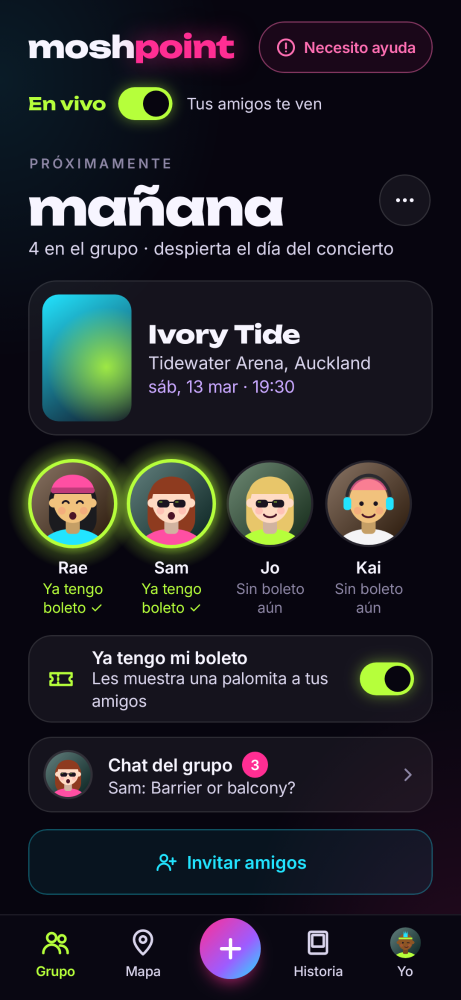 moshpoint
Necesito ayuda
En vivo
Tus amigos te ven
PRÓXIMAMENTE
mañana
4 en el grupo · despierta el día del concierto
Ivory Tide
Tidewater Arena, Auckland
sáb, 13 mar · 19:30
Rae
Ya tengo
boleto ✓
Sam
Ya tengo
boleto ✓
Jo
Sin boleto
aún
Kai
Sin boleto
aún
Ya tengo mi boleto
Les muestra una palomita a tus
amigos
Chat del grupo 3
Sam: Barrier or balcony?
Invitar amigos
Grupo
Mapa
Historia
Yo